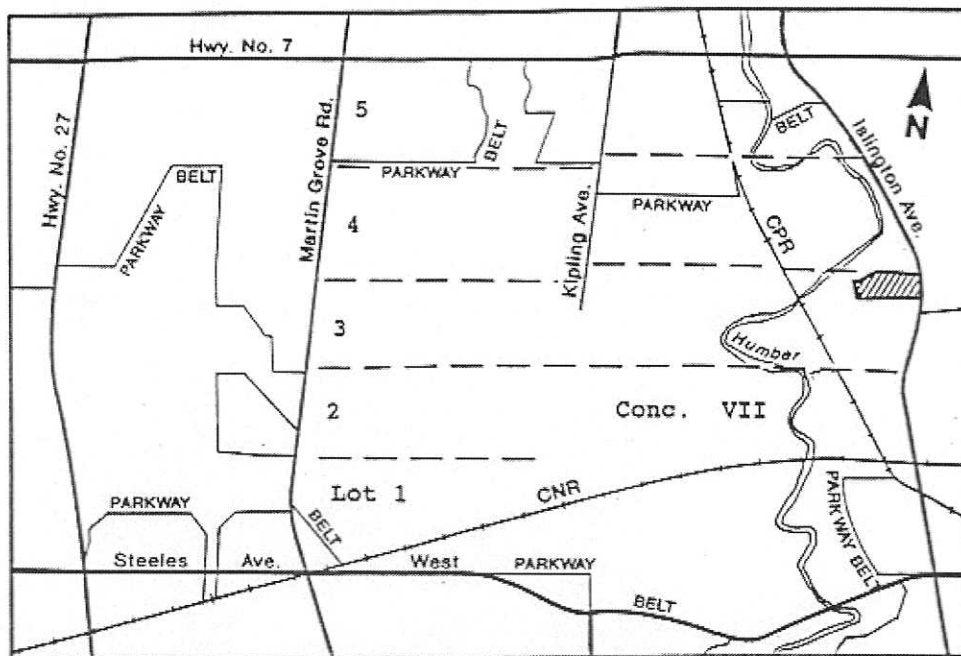 Hwy. No. 7
Hwy. No. 27
Martin Grove Rd.
Kipling Ave.
Islington Ave.
N
5
BELT
PARKWAY
BELT
BELT
PARKWAY
PARKWAY
4
CPR
3
Humber
2
Conc. VII
Lot 1
CNR
PARKWAY
BELT
PARKWAY BELT
Steeles Ave. West
PARKWAY
BELT